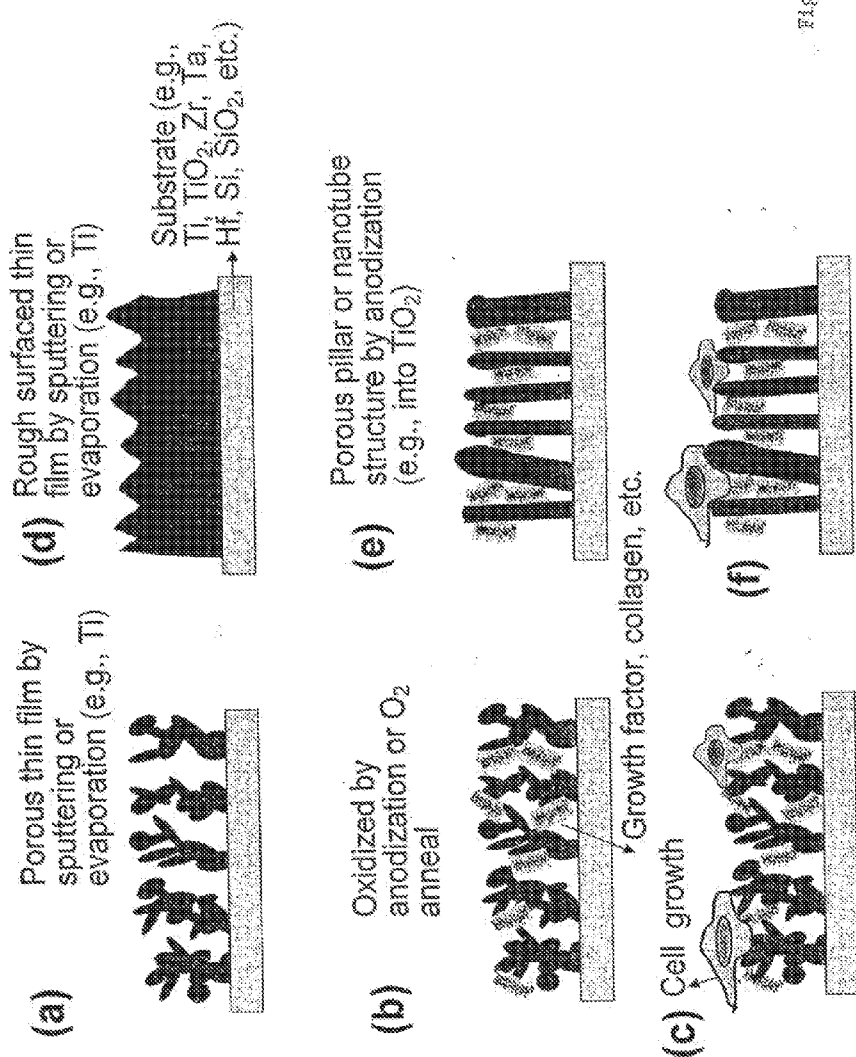 (a) Porous thin film by
sputtering or
evaporation (e.g., Ti)
(b) Oxidized by
anodization or O₂
anneal
Growth factor, collagen, etc.
(c) Cell growth
(d) Rough surfaced thin
film by sputtering or
evaporation (e.g., Ti)
Substrate (e.g.,
Ti, TiO₂, Zr, Ta,
Hf, Si, SiO₂, etc.)
(e) Porous pillar or nanotube
structure by anodization
(e.g., into TiO₂)
(f)
Fig